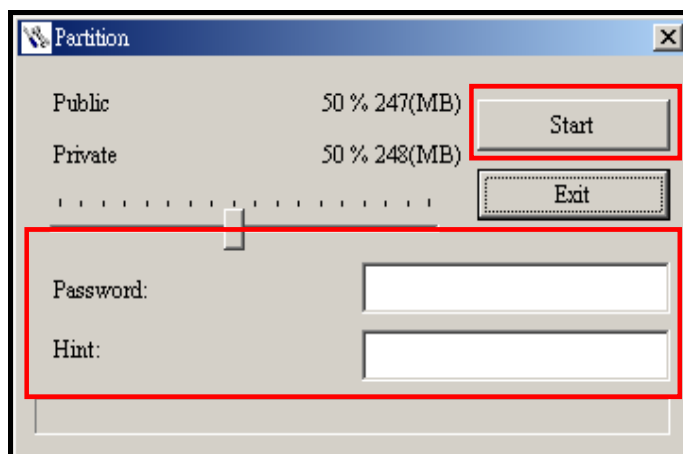 Partition
Public 50 % 247(MB)
Start
Private 50 % 248(MB)
Exit
Password:
Hint: